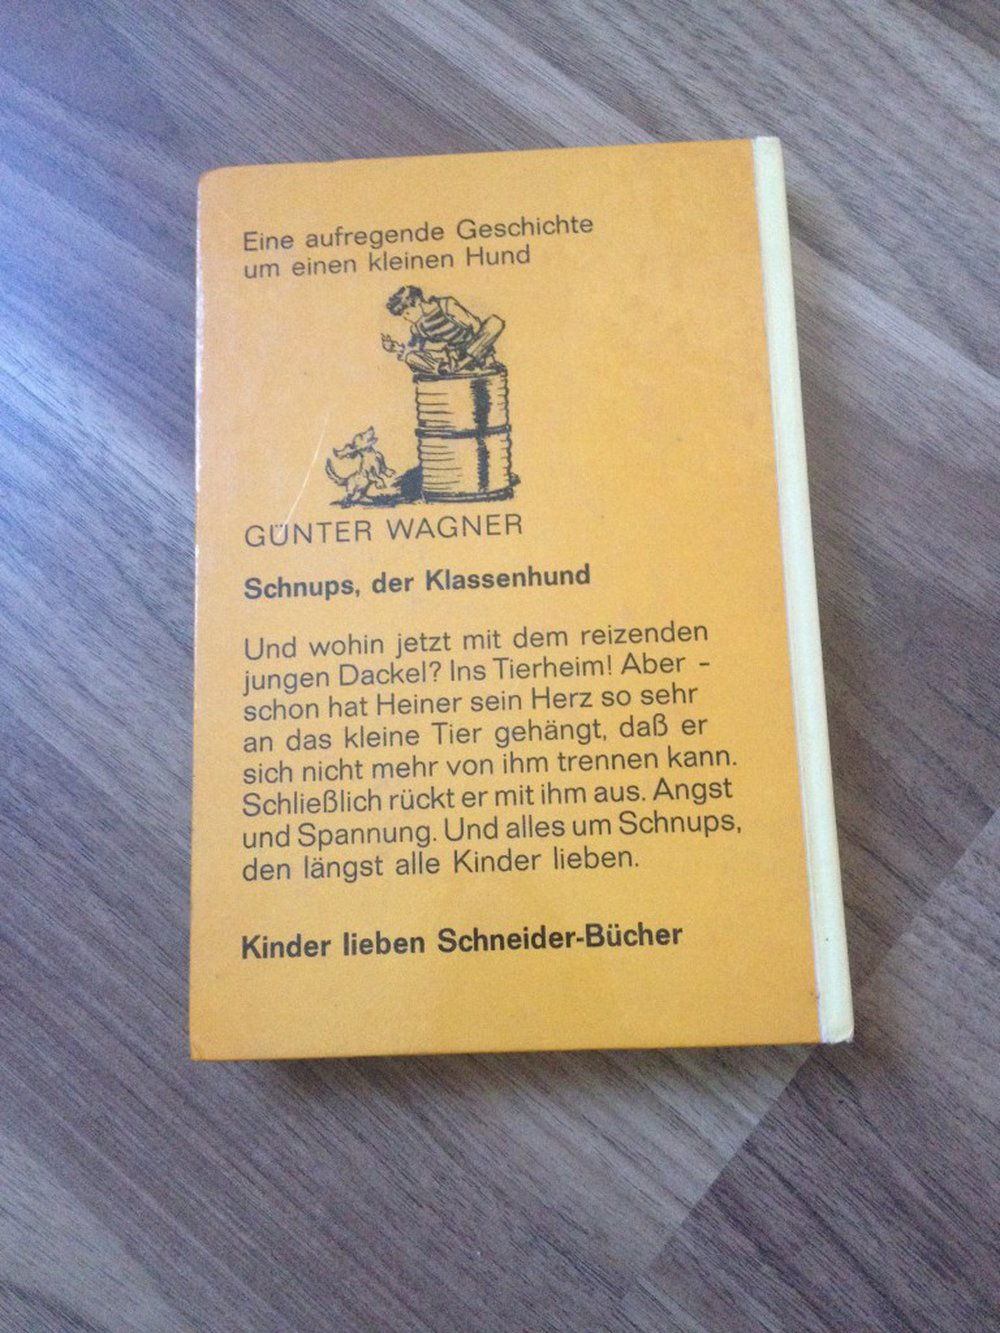 Eine aufregende Geschichte
um einen kleinen Hund
GÜNTER WAGNER
Schnups, der Klassenhund
Und wohin jetzt mit dem reizenden
jungen Dackel? Ins Tierheim! Aber -
schon hat Heiner sein Herz so sehr
an das kleine Tier gehängt, daß er
sich nicht mehr von ihm trennen kann.
Schließlich rückt er mit ihm aus. Angst
und Spannung. Und alles um Schnups,
den längst alle Kinder lieben.
Kinder lieben Schneider-Bücher